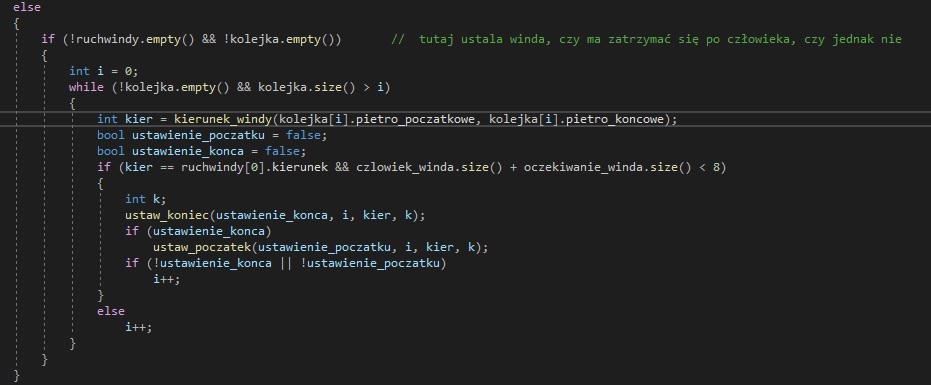 else
{
if (!ruchwindy.empty() && !kolejka.empty()) // tutaj ustala winda, czy ma zatrzymać się po człowieka, czy jednak nie
{
int i = 0;
while (!kolejka.empty() && kolejka.size() > i)
{
int kier = kierunek_windy(kolejka[i].pietro_poczatkowe, kolejka[i].pietro_koncowe);
bool ustawienie_poczatku = false;
bool ustawienie_konca = false;
if (kier == ruchwindy[0].kierunek && czlowiek_winda.size() + oczekiwanie_winda.size() < 8)
{
int k;
ustaw_koniec(ustawienie_konca, i, kier, k);
if (ustawienie_konca)
ustaw_poczatek(ustawienie_poczatku, i, kier, k);
if (!ustawienie_konca || !ustawienie_poczatku)
i++;
}
else
i++;
}
}
}